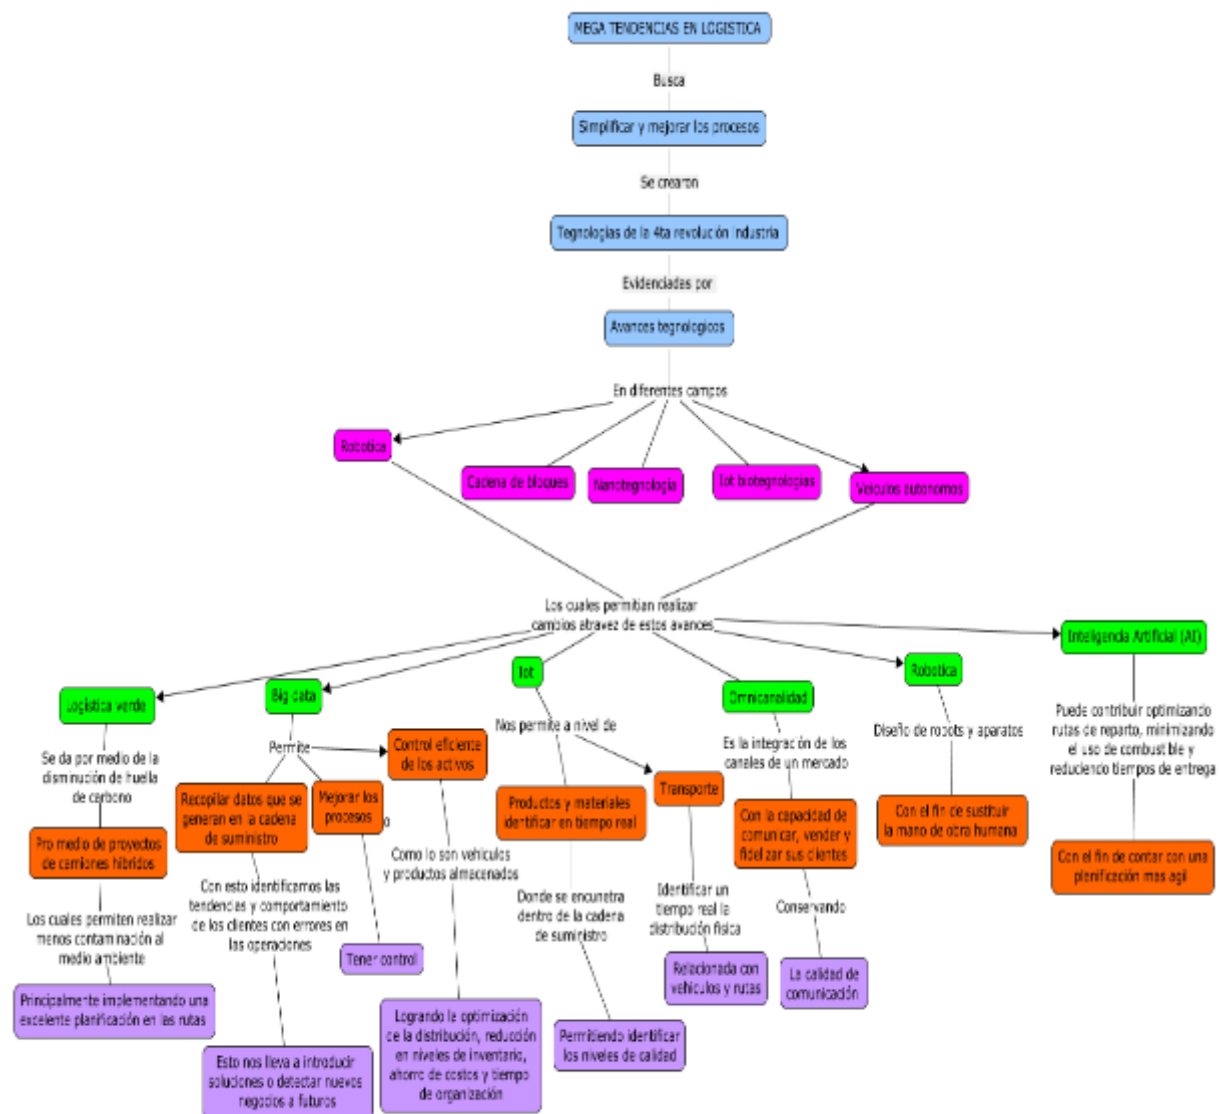 MEGA TENDENCIAS EN LOGISTICA
Busca
Simplificar y mejorar los procesos
Se crearon
Tegnologias de la 4ta revolución industria
Evidenciadas por
Avances tegnologicos
En diferentes campos
Robotica
Cadena de bloques
Nanotegnologia
Iot biotegnologias
Veiculos autonomos
Los cuales permitian realizar
cambios atravez de estos avances
Logistica verde
Se da por medio de la
disminución de huella
de carbono
Pro medio de proyectos
de camiones hibridos
Los cuales permiten realizar
menos contaminación al
medio ambiente
Principalmente implementando una
excelente planificación en las rutas
Big data
Permite
Recopilar datos que se
generan en la cadena
de suministro
Con esto identificamos las
tendencias y comportamiento
de los clientes con errores en
las operaciones
Esto nos lleva a introducir
soluciones o detectar nuevos
negocios a futuros
Mejorar los
procesos
o
Tener control
Control eficiente
de los activos
Como lo son vehiculos
y productos almacenados
Logrando la optimización
de la distribución, reducción
en niveles de inventario,
ahorro de costos y tiempo
de organización
Iot
Nos permite a nivel de
Productos y materiales
identificar en tiempo real
Donde se encunetra
dentro de la cadena
de suministro
Permitiendo identificar
los niveles de calidad
Transporte
Identificar un
tiempo real la
distribución fisica
Relacionada con
vehiculos y rutas
Omnicanalidad
Es la integración de los
canales de un mercado
Con la capacidad de
comunicar, vender y
fidelizar sus clientes
Conservando
La calidad de
comunicación
Robotica
Diseño de robots y aparatos
Con el fin de sustituir
la mano de obra humana
Inteligencia Artificial (AI)
Puede contribuir optimizando
rutas de reparto, minimizando
el uso de combustible y
reduciendo tiempos de entrega
Con el fin de contar con una
planificación mas agil